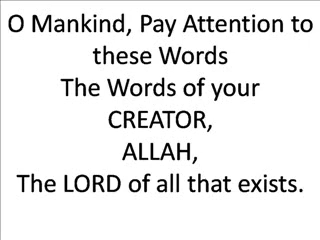 O Mankind, Pay Attention to
these Words
The Words of your
CREATOR,
ALLAH,
The LORD of all that exists.